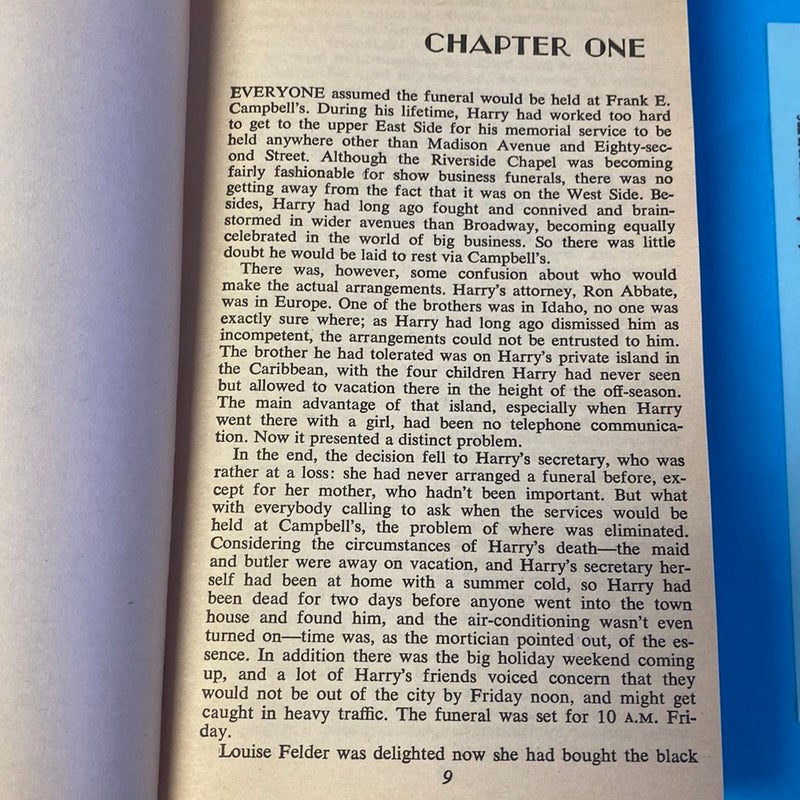 CHAPTER ONE
EVERYONE assumed the funeral would be held at Frank E.
Campbell's. During his lifetime, Harry had worked too hard
to get to the upper East Side for his memorial service to be
held anywhere other than Madison Avenue and Eighty-sec-
ond Street. Although the Riverside Chapel was becoming
fairly fashionable for show business funerals, there was no
getting away from the fact that it was on the West Side. Be-
sides, Harry had long ago fought and connived and brain-
stormed in wider avenues than Broadway, becoming equally
celebrated in the world of big business. So there was little
doubt he would be laid to rest via Campbell's.
There was, however, some confusion about who would
make the actual arrangements. Harry's attorney, Ron Abbate,
was in Europe. One of the brothers was in Idaho, no one was
exactly sure where; as Harry had long ago dismissed him as
incompetent, the arrangements could not be entrusted to him.
The brother he had tolerated was on Harry's private island in
the Caribbean, with the four children Harry had never seen
but allowed to vacation there in the height of the off-season.
The main advantage of that island, especially when Harry
went there with a girl, had been no telephone communica-
tion. Now it presented a distinct problem.
In the end, the decision fell to Harry's secretary, who was
rather at a loss: she had never arranged a funeral before, ex-
cept for her mother, who hadn't been important. But what
with everybody calling to ask when the services would be
held at Campbell's, the problem of where was eliminated.
Considering the circumstances of Harry's death—the maid
and butler were away on vacation, and Harry's secretary her-
self had been at home with a summer cold, so Harry had
been dead for two days before anyone went into the town
house and found him, and the air-conditioning wasn't even
turned on—time was, as the mortician pointed out, of the es-
sence. In addition there was the big holiday weekend coming
up, and a lot of Harry's friends voiced concern that they
would not be out of the city by Friday noon, and might get
caught in heavy traffic. The funeral was set for 10 A.M. Fri-
day.
Louise Felder was delighted now she had bought the black
9